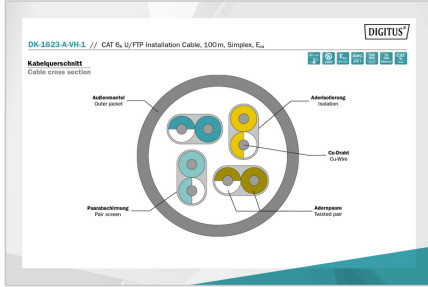 DIGITUS®
DK-1623-A-VH-1 // CAT 6A U/FTP Installation Cable, 100 m, Simplex, Eca
Kabelquerschnitt
Cable cross section
Außenmantel
Outer jacket
Aderisolierung
Isolation
Cu-Draht
Cu-Wire
Paarabschirmung
Pair screen
Adernpaare
Twisted pair